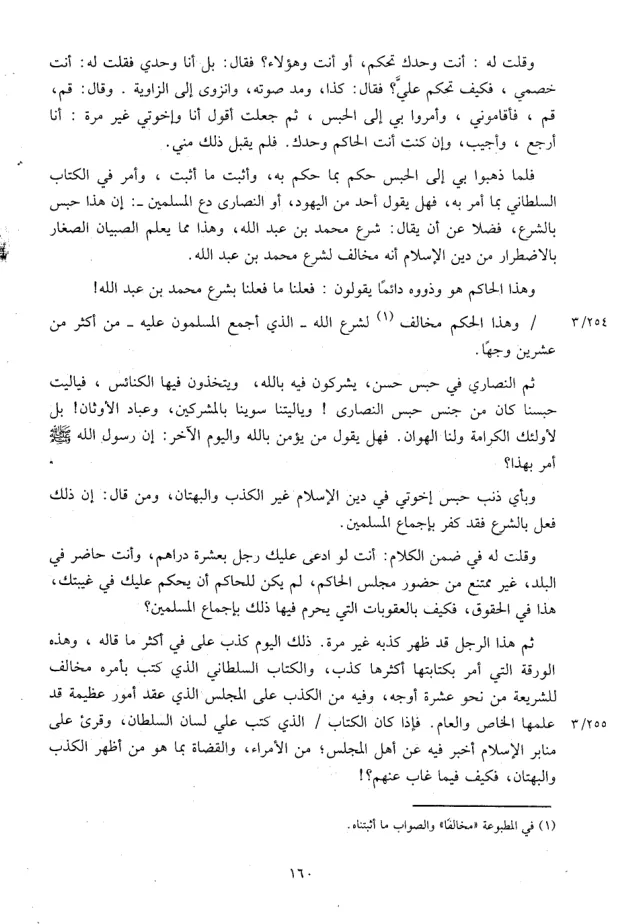 وقلت له : أنت وحدك تحكم، أو أنت وهؤلاء؟ فقال: بل أنا وحدي فقلت له: أنت
خصمي ، فكيف تحكم عليَّ؟ فقال: كذا، ومد صوته، وانزوى إلى الزاوية . وقال: قم،
قم ، فأقاموني ، وأمروا بي إلى الحبس ، ثم جعلت أقول أنا وإخوتي غير مرة : أنا
أرجع ، وأجيب، وإن كنت أنت الحاكم وحدك. فلم يقبل ذلك مني.
فلما ذهبوا بي إلى الحبس حكم بما حكم به، وأثبت ما أثبت ، وأمر في الكتاب
السلطاني بما أمر به، فهل يقول أحد من اليهود، أو النصارى دع المسلمين ــ: إن هذا حبس
بالشرع، فضلا عن أن يقال: شرع محمد بن عبد الله، وهذا مما يعلم الصبيان الصغار
بالاضطرار من دين الإسلام أنه مخالف لشرع محمد بن عبد الله.
وهذا الحاكم هو وذووه دائمًا يقولون : فعلنا ما فعلنا بشرع محمد بن عبد الله!
٣/٢٥٤ / وهذا الحكم مخالف (١) لشرع الله ــ الذي أجمع المسلمون عليه ــ من أكثر من
عشرين وجهًا.
ثم النصاري في حبس حسن، يشركون فيه بالله، ويتخذون فيها الكنائس ، فياليت
حبسنا كان من جنس حبس النصارى ! وياليتنا سوينا بالمشركين، وعباد الأوثان! بل
لأولئك الكرامة ولنا الهوان. فهل يقول من يؤمن بالله واليوم الآخر: إن رسول الله ﷺ
أمر بهذا؟
وبأي ذنب حبس إخوتي في دين الإسلام غير الكذب والبهتان، ومن قال: إن ذلك
فعل بالشرع فقد كفر بإجماع المسلمين.
وقلت له في ضمن الكلام: أنت لو ادعى عليك رجل بعشرة دراهم، وأنت حاضر في
البلد، غير ممتنع من حضور مجلس الحاكم، لم يكن للحاكم أن يحكم عليك في غيبتك،
هذا في الحقوق، فكيف بالعقوبات التي يحرم فيها ذلك بإجماع المسلمين؟
ثم هذا الرجل قد ظهر كذبه غير مرة. ذلك اليوم كذب على في أكثر ما قاله ، وهذه
الورقة التي أمر بكتابتها أكثرها كذب، والكتاب السلطاني الذي كتب بأمره مخالف
للشريعة من نحو عشرة أوجه، وفيه من الكذب على المجلس الذي عقد أمور عظيمة قد
٣/٢٥٥ علمها الخاص والعام. فإذا كان الكتاب / الذي كتب علي لسان السلطان، وقرئ على
منابر الإسلام أخبر فيه عن أهل المجلس؛ من الأمراء، والقضاة بما هو من أظهر الكذب
والبهتان، فكيف فيما غاب عنهم؟!
(١) في المطبوعة «مخالفًا» والصواب ما أثبتناه.
١٦٠